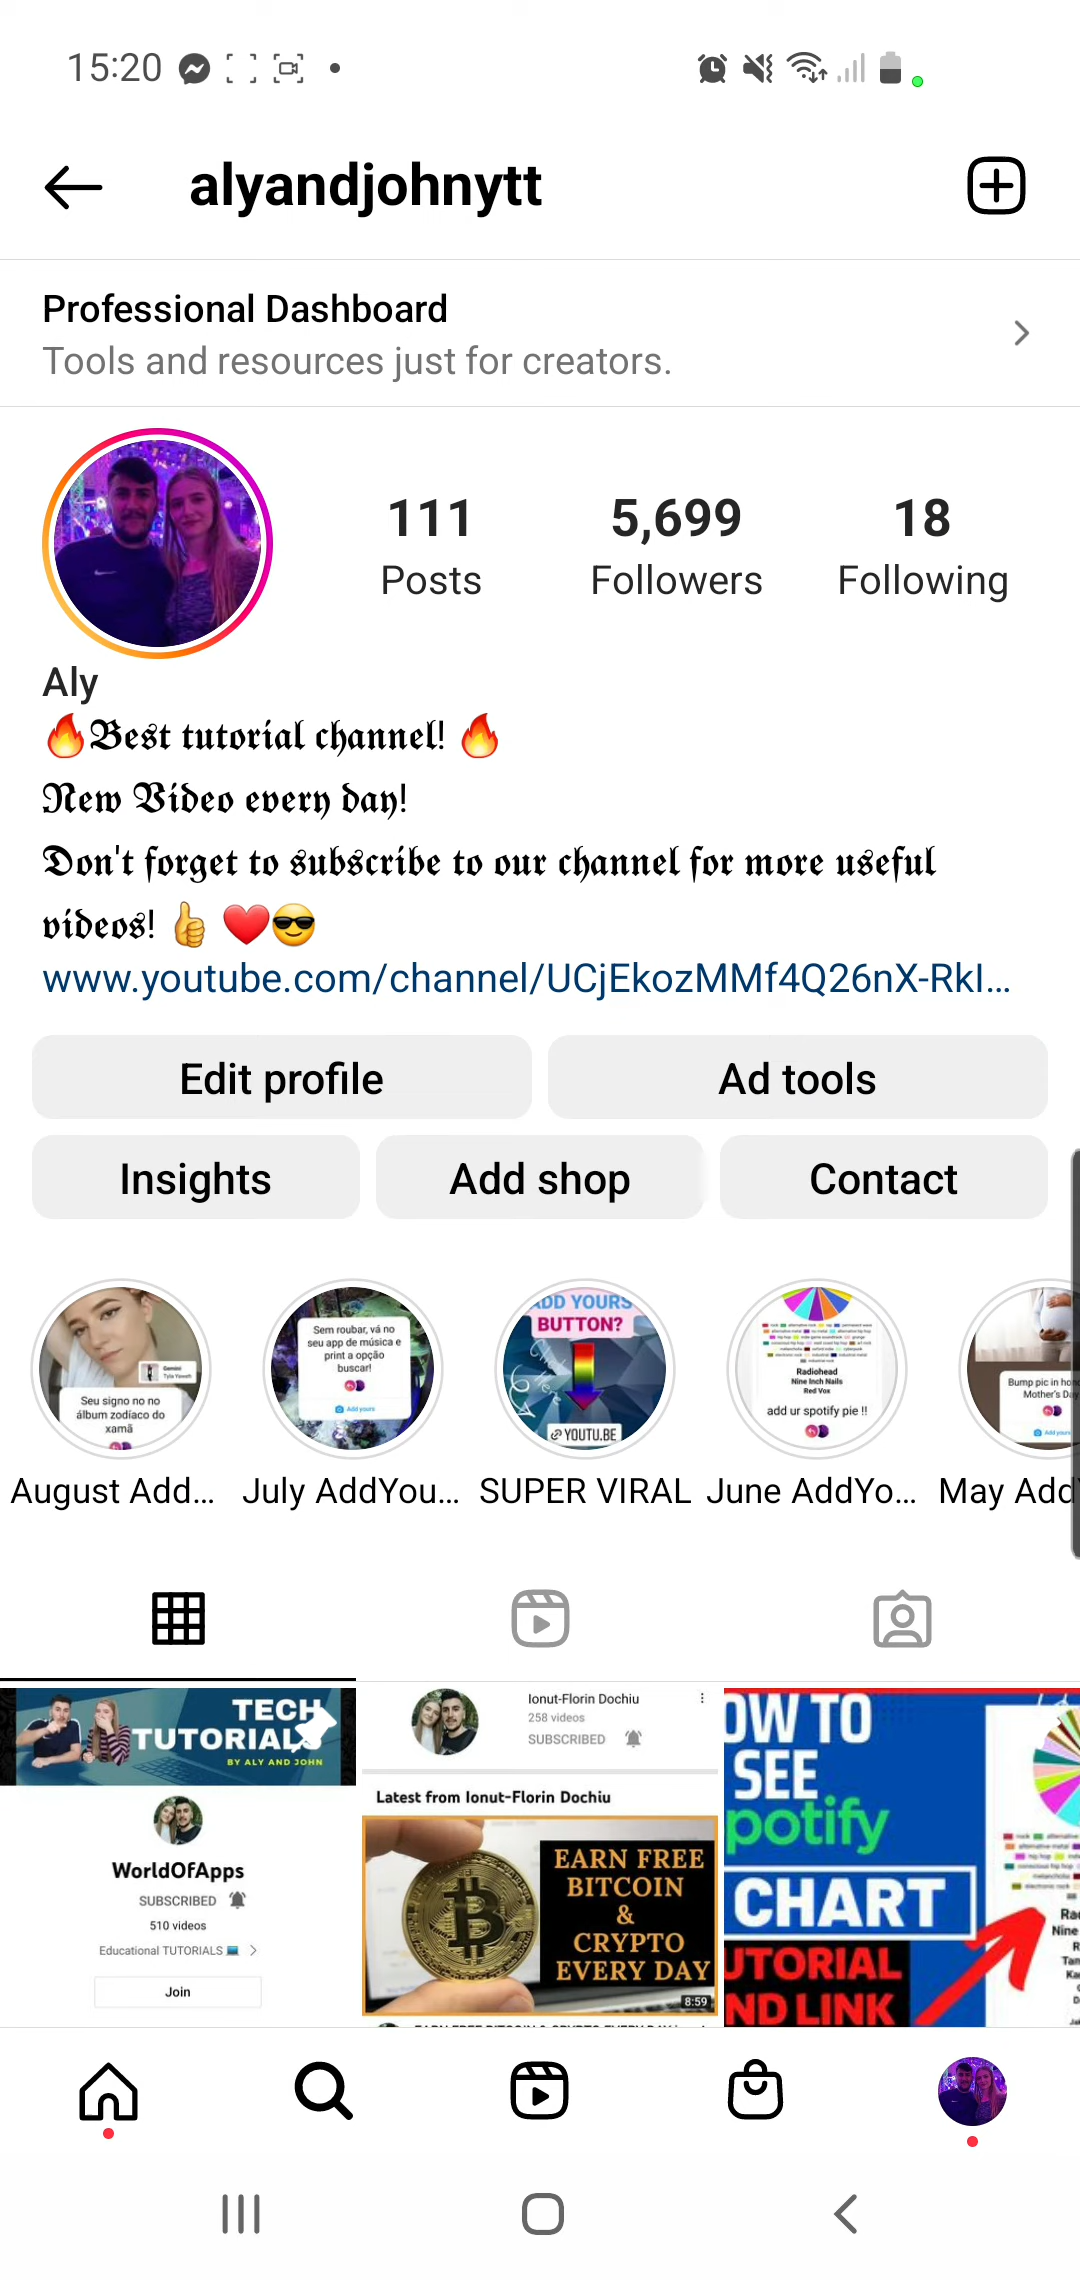 15:20
alyandjohnytt
Professional Dashboard
Tools and resources just for creators.
111
Posts
5,699
Followers
18
Following
Aly
🔥Best tutorial channel! 🔥
New Video every day!
Don't forget to subscribe to our channel for more useful
videos! 👍 ❤️😎
www.youtube.com/channel/UCjEkozMMf4Q26nX-RkI...
Edit profile
Ad tools
Insights
Add shop
Contact
Gemini
Seu signo no no
álbum zodíaco do
xamã
Sem roubar, vá no
seu app de música e
print a opção
buscar!
Add yours
ADD YOURS
BUTTON?
YOUTU.BE
Radiohead
Nine Inch Nails
Red Vox
add ur spotify pie !!
Bump pic in
Mother's
Add yours
August Add...
July AddYou...
SUPER VIRAL
June AddYo...
May Add
TECH
TUTORIALS
BY ALY AND JOHN
WorldOfApps
SUBSCRIBED
510 videos
Educational TUTORIALS 💻 >
Join
Ionut-Florin Dochiu
258 videos
SUBSCRIBED
Latest from Ionut-Florin Dochiu
EARN FREE
BITCOIN
&
CRYPTO
EVERY DAY
8:59
OW TO
SEE
potify
CHART
UTORIAL
ND LINK
Nine